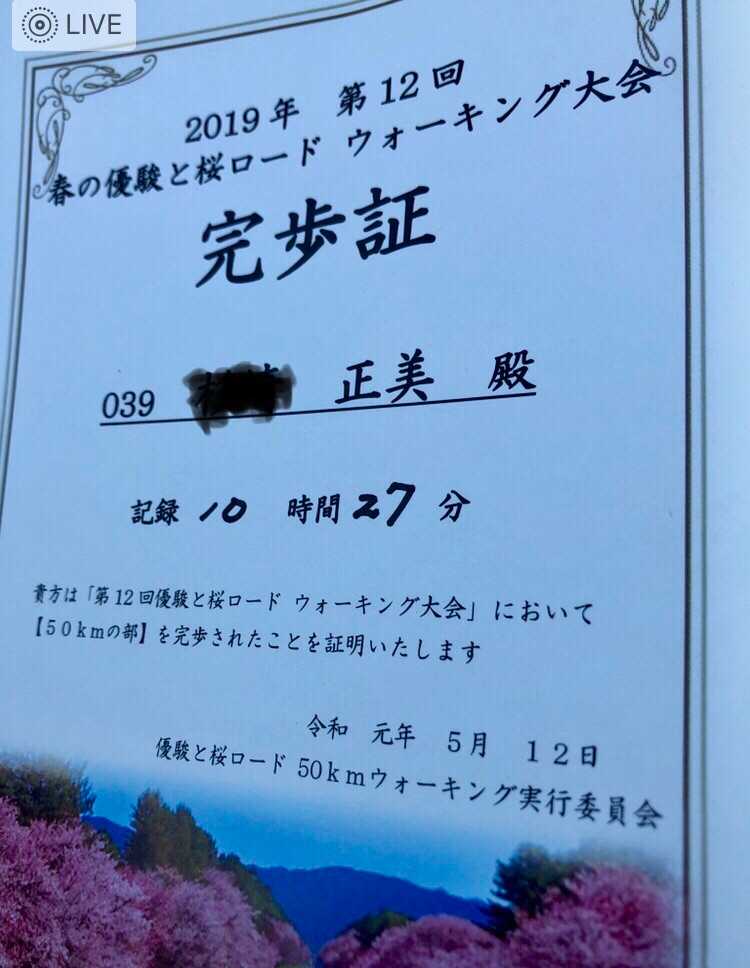 LIVE
2019年 第12回
春の優駿と桜ロード ウォーキング大会
完歩証
039 正美 殿
記録 10 時間 27 分
貴方は「第12回優駿と桜ロード ウォーキング大会」において
【50kmの部】を完歩されたことを証明いたします
令和 元年 5月 12日
優駿と桜ロード 50kmウォーキング実行委員会